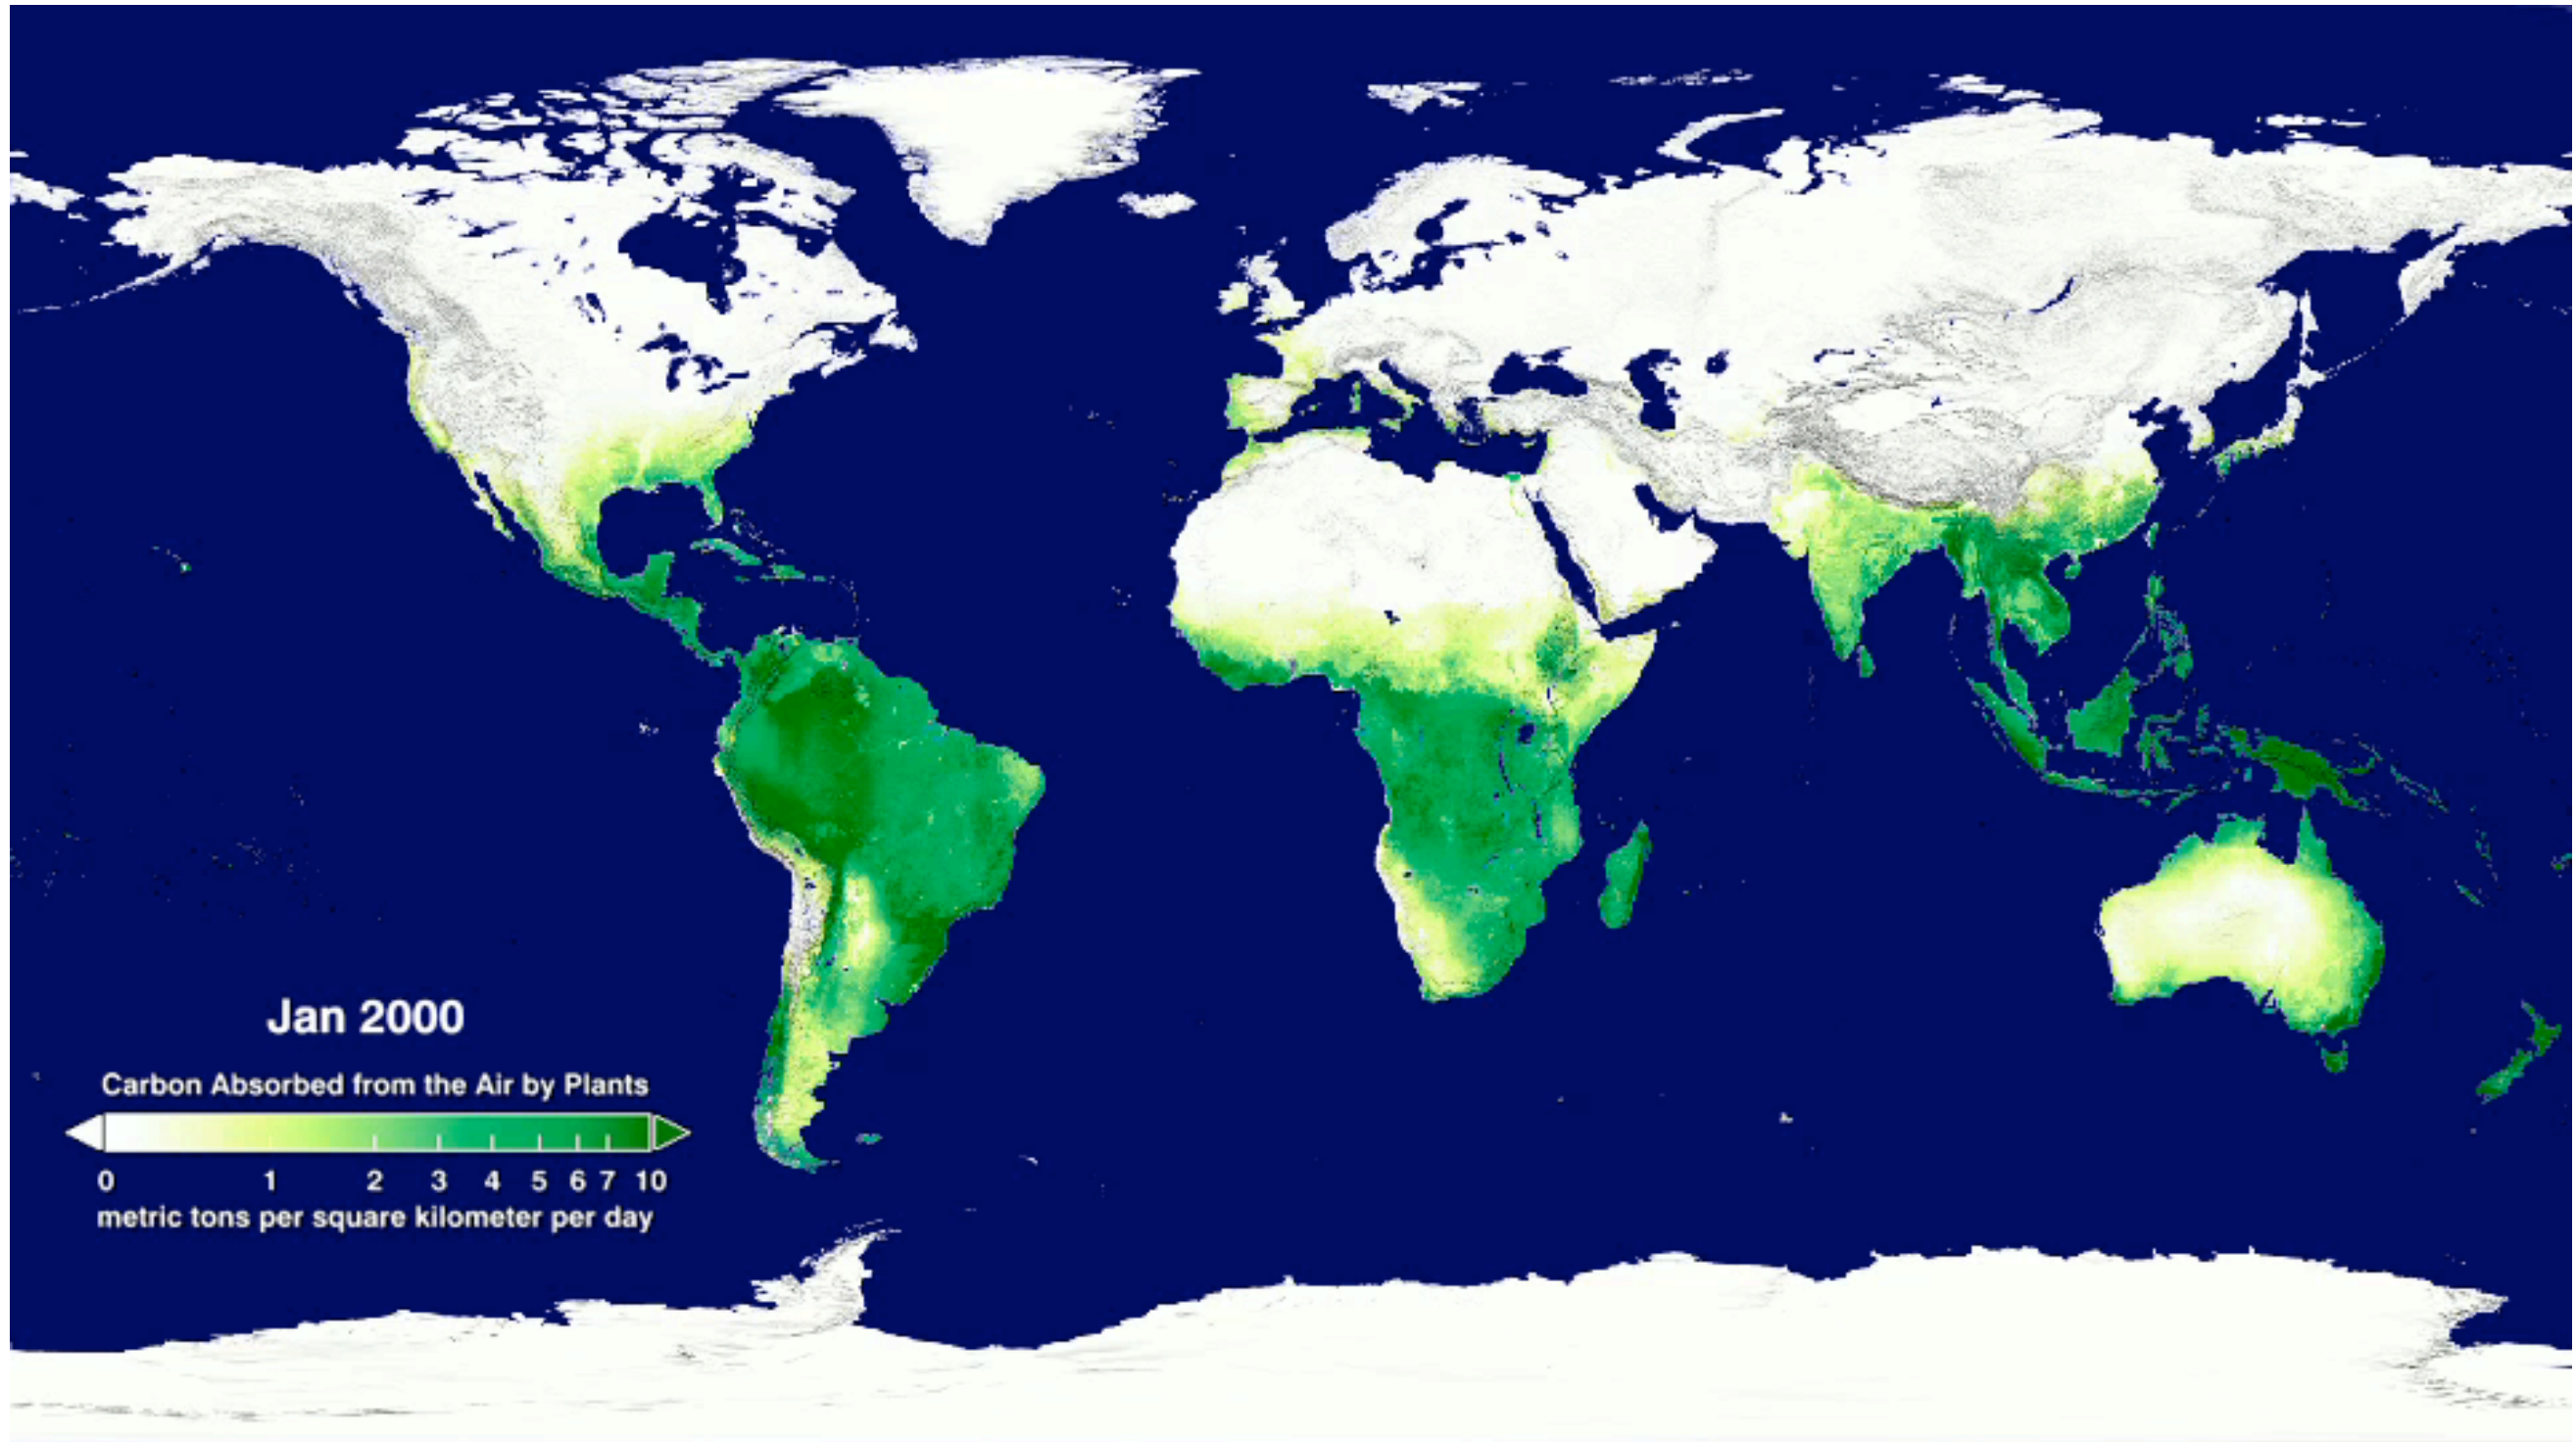 Jan 2000
Carbon Absorbed from the Air by Plants
0 1 2 3 4 5 6 7 10
metric tons per square kilometer per day